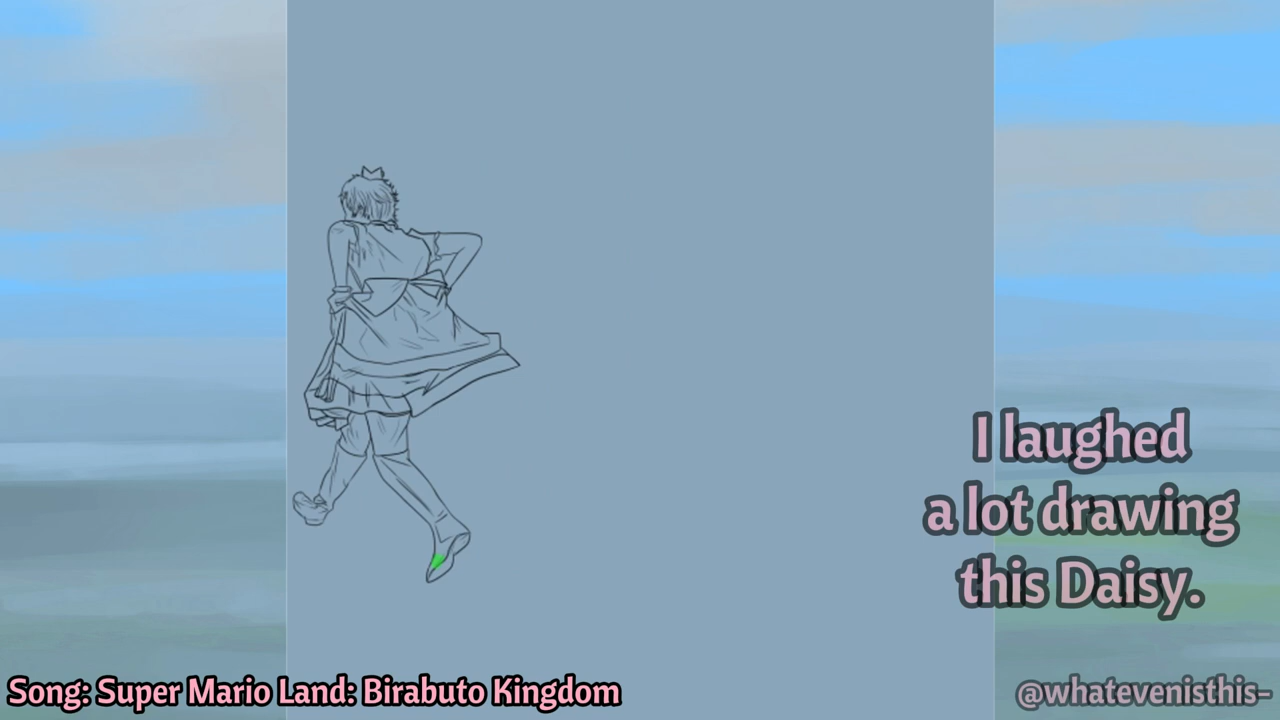 I laughed
a lot drawing
this Daisy.
Song: Super Mario Land: Birabuto Kingdom
@whatevenisthis-